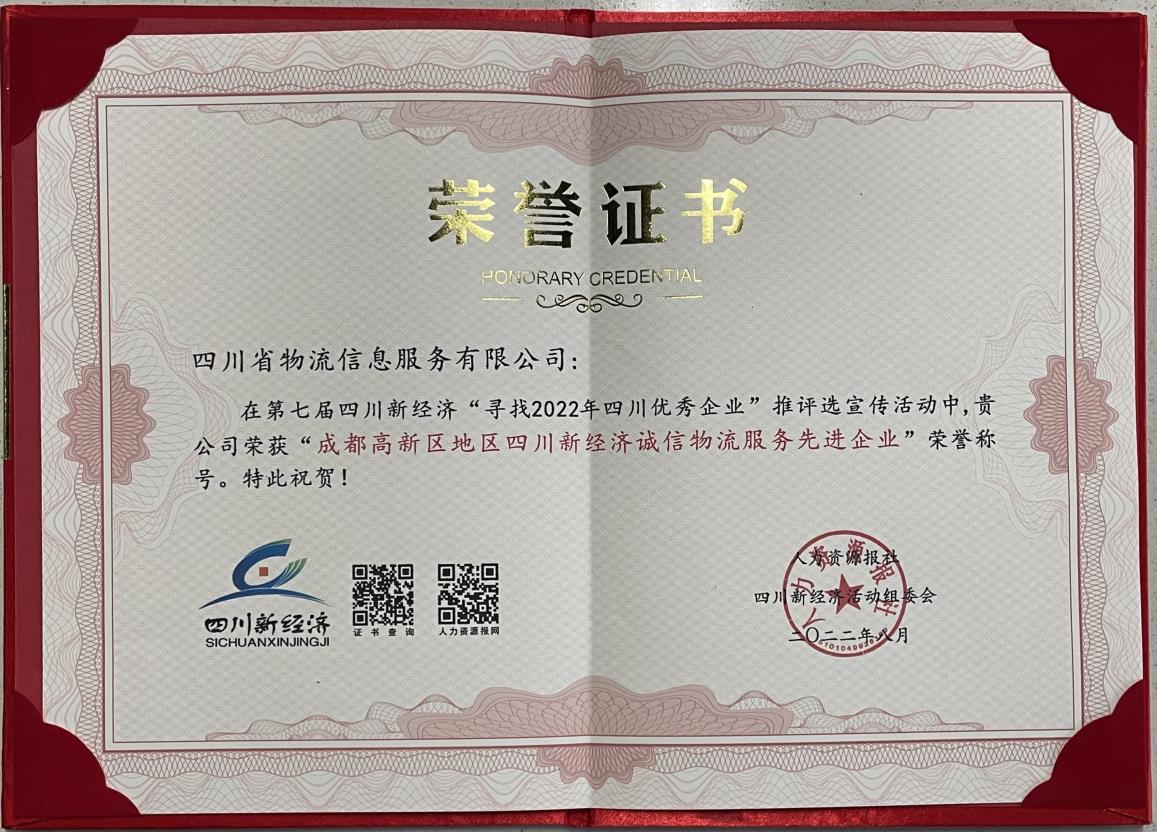 荣誉证书
HONORARY CREDENTIAL
四川省物流信息服务有限公司:
在第七届四川新经济“寻找2022年四川优秀企业”推评选宣传活动中,贵
公司荣获“成都高新区地区四川新经济诚信物流服务先进企业”荣誉称
号。特此祝贺!
四川新经济
SICHUANXINJINGJI
证书查询
人力资源报网
人力资源报社
四川新经济活动组委会
二〇二二年八月
人力资源报社